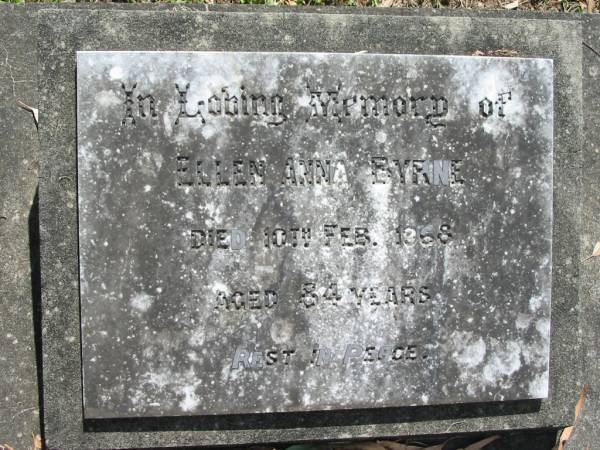 In Loving Memory of
ELLEN ANNA BYRNE
DIED 10TH FEB. 1968
AGED 84 YEARS
REST IN PEACE.